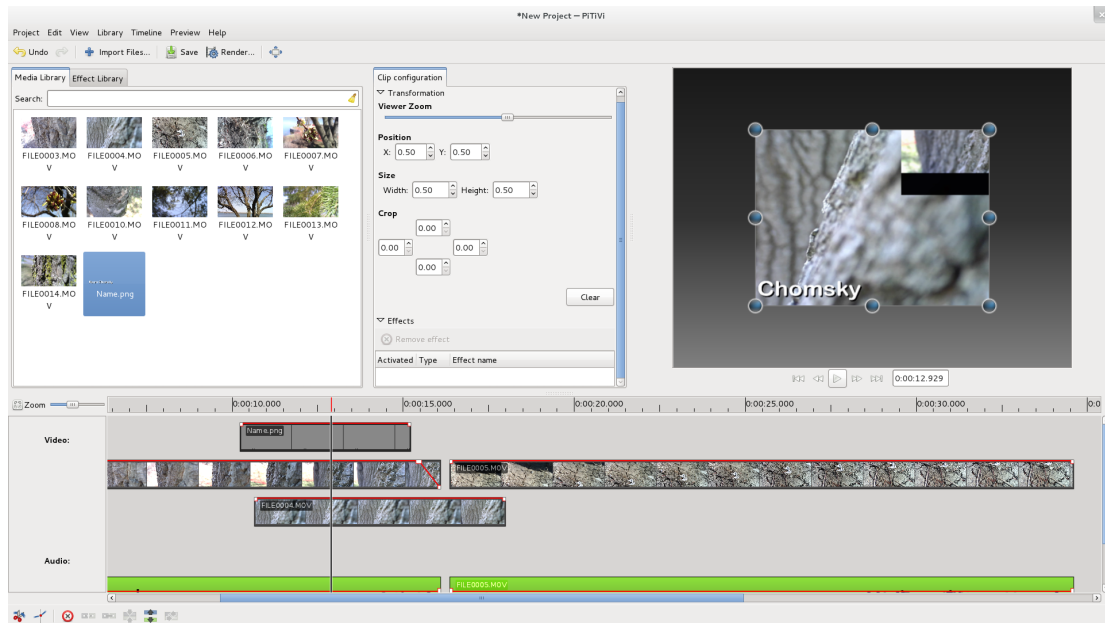 *New Project — PiTiVi
Project Edit View Library Timeline Preview Help
Undo Import Files... Save Render...
Media Library Effect Library
Search:
FILE0003.MO
V
FILE0004.MO
V
FILE0005.MO
V
FILE0006.MO
V
FILE0007.MO
V
FILE0008.MO
V
FILE0010.MO
V
FILE0011.MO
V
FILE0012.MO
V
FILE0013.MO
V
FILE0014.MO
V
Name.png
Clip configuration
Transformation
Viewer Zoom
Position
X: 0.50 Y: 0.50
Size
Width: 0.50 Height: 0.50
Crop
0.00
0.00 0.00
0.00
Clear
Effects
Remove effect
Activated Type Effect name
Chomsky
0:00:12.929
Zoom 0:00:10.000 0:00:15.000 0:00:20.000 0:00:25.000 0:00:30.000 0:0
Video:
Name.png
FILE0005.MOV
FILE0004.MOV
Audio:
FILE0005.MOV